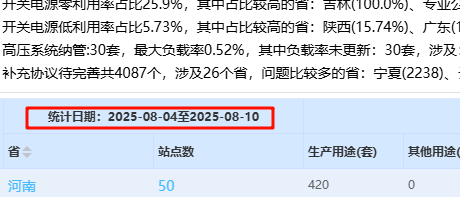 开关电源零利用率占比25.9%，其中占比较高的省：吉林(100.0%)、专业公
开关电源利用率占比5.73%，其中占比较高的省：陕西(15.74%)、广东(1
高压系统纳管:30套，最大负载率0.52%，其中负载率未更新：30套，涉及
补充协议待完善共4087个，涉及26个省，问题比较多的省：宁夏(2238)、
统计日期：2025-08-04至2025-08-10
省 站点数 生产用途(套) 其他用途(
河南 50 420 0